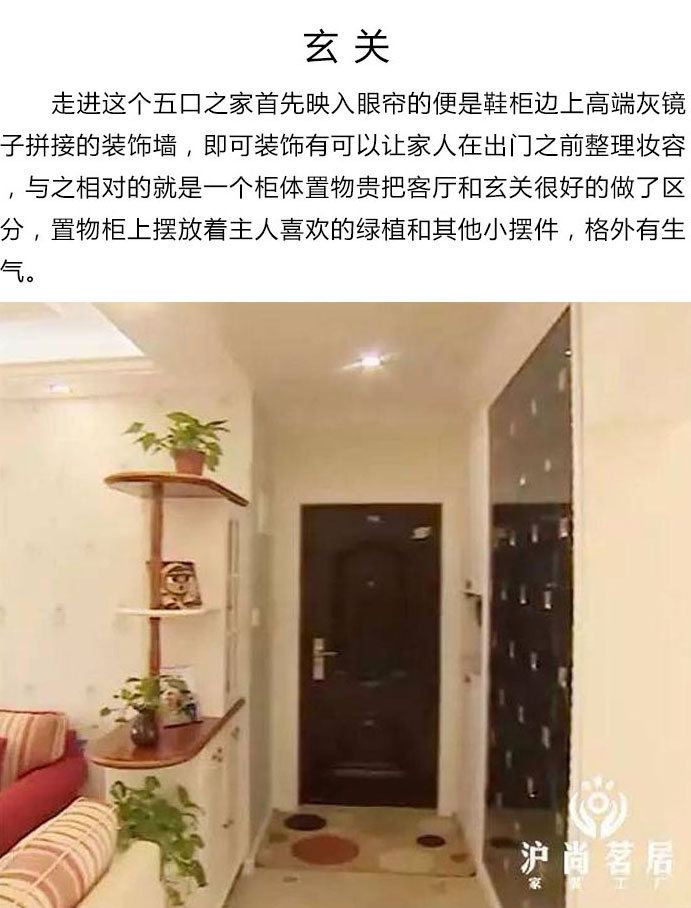 玄关
走进这个五口之家首先映入眼帘的便是鞋柜边上高端灰镜
子拼接的装饰墙，即可装饰有可以让家人在出门之前整理妆容
，与之相对的就是一个柜体置物贵把客厅和玄关很好的做了区
分，置物柜上摆放着主人喜欢的绿植和其他小摆件，格外有生
气。
沪尚茗居
家装工厂